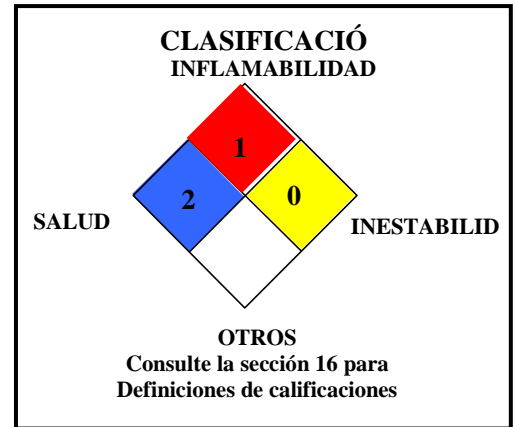 CLASIFICACIÓ
INFLAMABILIDAD
1
2 0
SALUD
INESTABILID
OTROS
Consulte la sección 16 para
Definiciones de calificaciones